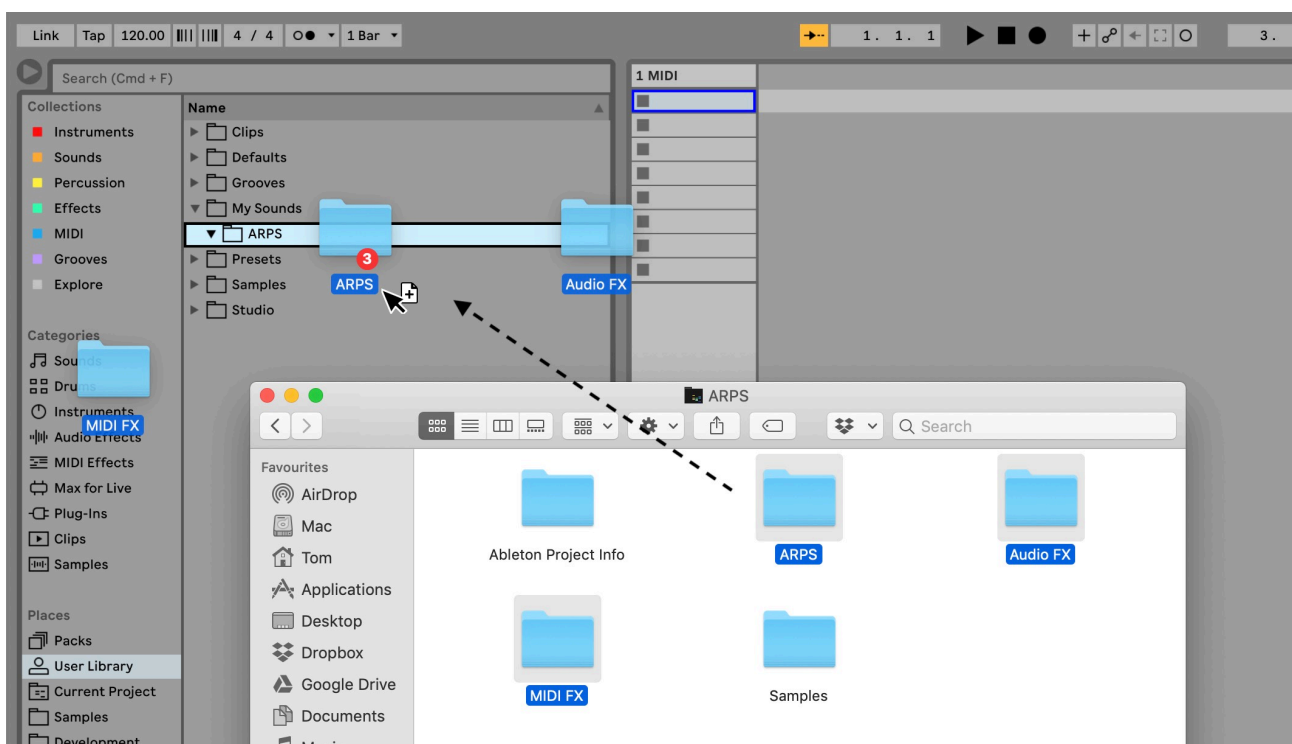 Link Tap 120.00 4 / 4 1 Bar 1. 1. 1 3.
Search (Cmd + F)
1 MIDI
Collections
Instruments
Sounds
Percussion
Effects
MIDI
Grooves
Explore
Categories
Sounds
Drums
Instruments
Audio Effects
MIDI Effects
Max for Live
Plug-Ins
Clips
Samples
Places
Packs
User Library
Current Project
Samples
Development
Name
Clips
Defaults
Grooves
My Sounds
ARPS
Presets
Samples
Studio
3
ARPS
Audio FX
MIDI FX
ARPS
Search
Favourites
AirDrop
Mac
Tom
Applications
Desktop
Dropbox
Google Drive
Documents
Ableton Project Info
ARPS
Audio FX
MIDI FX
Samples